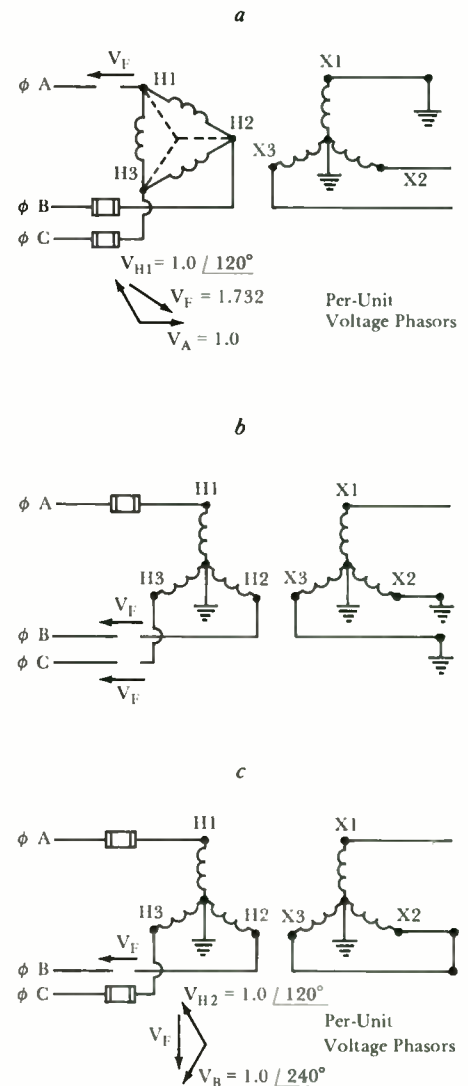 a
V_F
ϕ A
H1
X1
H2
X3
H3
X2
ϕ B
ϕ C
V_H1 = 1.0 /120°
V_F = 1.732
V_A = 1.0
Per-Unit
Voltage Phasors
b
H1
X1
ϕ A
H3
H2
X3
X2
V_F
ϕ B
ϕ C
V_F
c
H1
X1
ϕ A
H3
H2
X3
X2
V_F
ϕ B
ϕ C
V_H2 = 1.0 /120°
V_F
V_B = 1.0 /240°
Per-Unit
Voltage Phasors